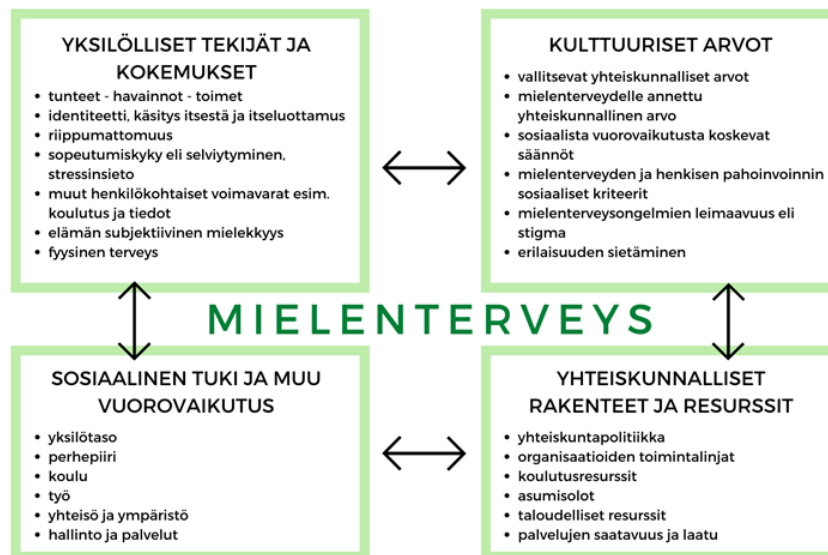 YKSILÖLLISET TEKIJÄT JA
KOKEMUKSET
• tunteet - havainnot - toimet
• identiteetti, käsitys itsestä ja itseluottamus
• riippumattomuus
• sopeutumiskyky eli selviytyminen,
stressinsieto
• muut henkilökohtaiset voimavarat esim.
koulutus ja tiedot
• elämän subjektiivinen mielekkyys
• fyysinen terveys
KULTTUURISET ARVOT
• vallitsevat yhteiskunnalliset arvot
• mielenterveydelle annettu
yhteiskunnallinen arvo
• sosiaalista vuorovaikutusta koskevat
säännöt
• mielenterveyden ja henkisen pahoinvoinnin
sosiaaliset kriteerit
• mielenterveysongelmien leimaavuus eli
stigma
• erilaisuuden sietäminen
MIELENTERVEYS
SOSIAALINEN TUKI JA MUU
VUOROVAIKUTUS
• yksilötaso
• perhepiiri
• koulu
• työ
• yhteisö ja ympäristö
• hallinto ja palvelut
YHTEISKUNNALLISET
RAKENTEET JA RESURSSIT
• yhteiskuntapolitiikka
• organisaatioiden toimintalinjat
• koulutusresurssit
• asumisolot
• taloudelliset resurssit
• palvelujen saatavuus ja laatu